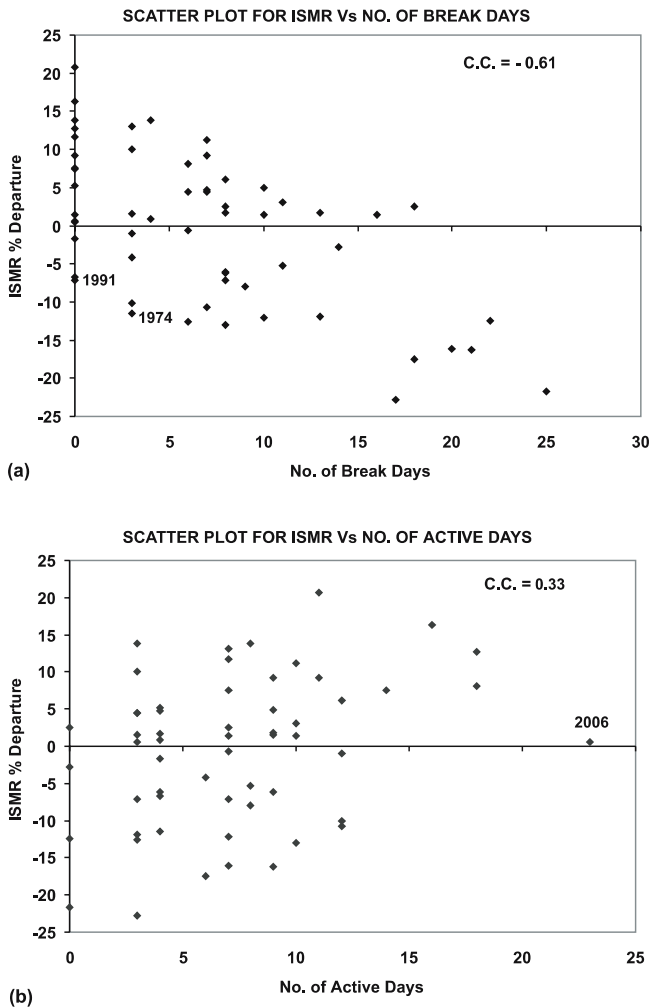 SCATTER PLOT FOR ISMR Vs NO. OF BREAK DAYS
C.C. = - 0.61
25
20
15
10
5
0
-5
-10
-15
-20
-25
ISMR % Departure
1991
1974
0 5 10 15 20 25 30
No. of Break Days
(a)
SCATTER PLOT FOR ISMR Vs NO. OF ACTIVE DAYS
C.C. = 0.33
25
20
15
10
5
0
-5
-10
-15
-20
-25
ISMR % Departure
2006
0 5 10 15 20 25
No. of Active Days
(b)